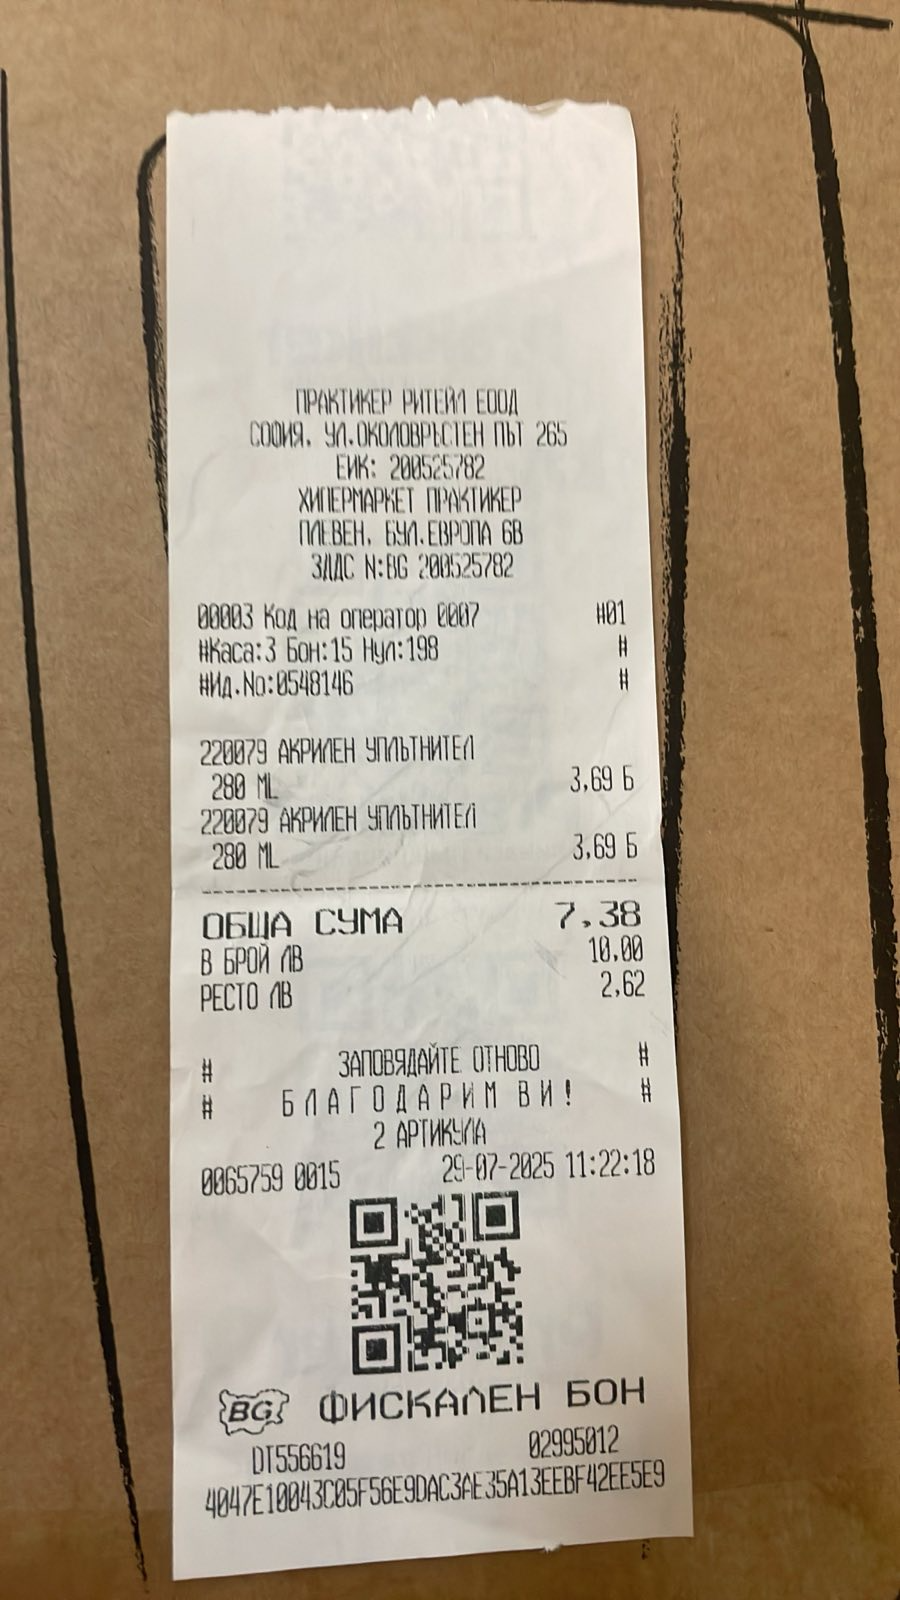 ПРАКТИКЕР РИТЕЙЛ ЕООД
СОФИЯ, УЛ.ОКОЛОВРЪСТЕН ПЪТ 265
ЕИК: 200525782
ХИПЕРМАРКЕТ ПРАКТИКЕР
ПЛЕВЕН, БУЛ.ЕВРОПА 6В
ЗДДС N:BG 200525782
00003 Код на оператор 0007 #01
#Каса:3 Бон:15 Нул:198 #
#Ид.No:0548146 #
220079 АКРИЛЕН УПЛЪТНИТЕЛ
280 ML 3,69 Б
220079 АКРИЛЕН УПЛЪТНИТЕЛ
280 ML 3,69 Б
ОБЩА СУМА 7,38
В БРОЙ ЛВ 10,00
РЕСТО ЛВ 2,62
# ЗАПОВЯДАЙТЕ ОТНОВО #
# БЛАГОДАРИМ ВИ! #
2 АРТИКУЛА
0065759 0015 29-07-2025 11:22:18
BG ФИСКАЛЕН БОН
DT556619 02995012
4047E10043C05F56E9DAC3AE35A13EEBF42EE5E9